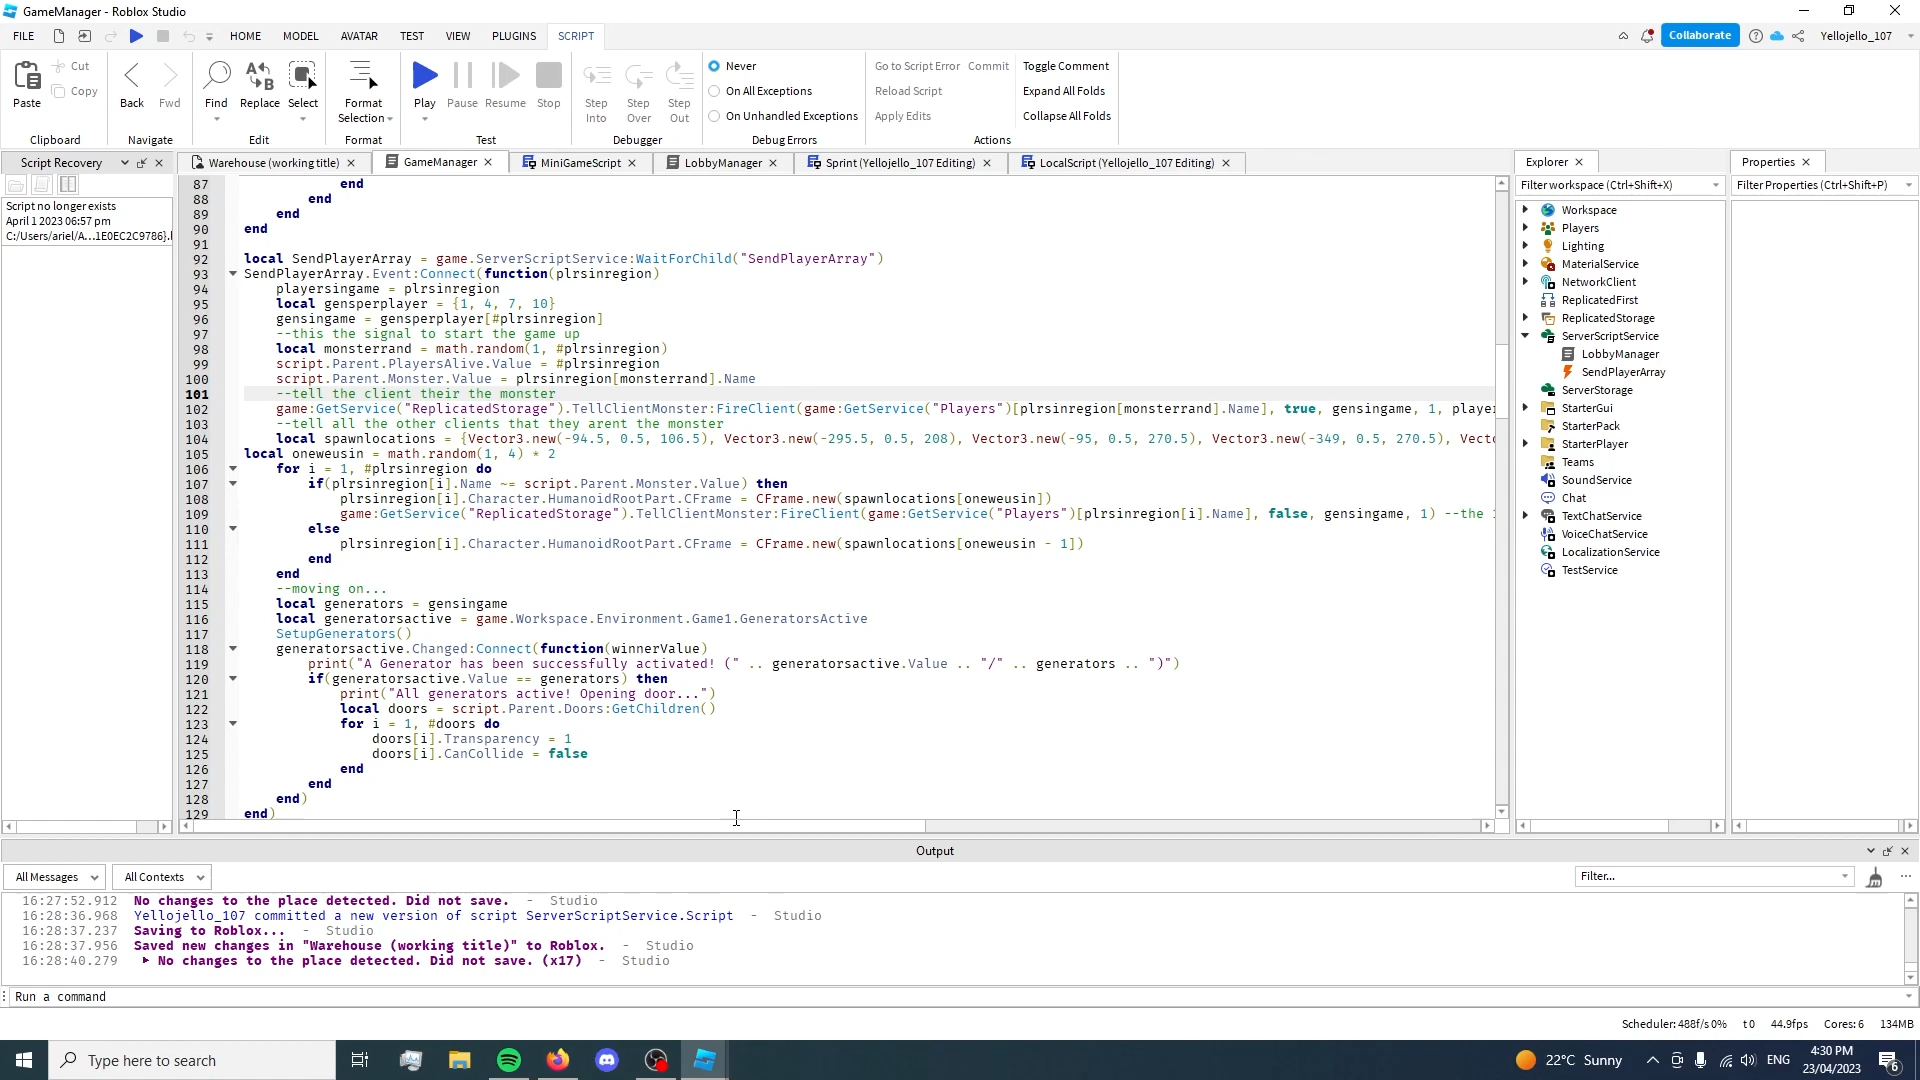 GameManager - Roblox Studio
FILE HOME MODEL AVATAR TEST VIEW PLUGINS SCRIPT Collaborate Yellojello_107
Paste Cut Copy Clipboard
Back Fwd Navigate
Find Replace Select Edit
Format Selection Format
Play Pause Resume Stop Test
Step Into Step Over Step Out Debugger
Never
On All Exceptions
On Unhandled Exceptions
Debug Errors
Go to Script Error Commit Toggle Comment
Reload Script Expand All Folds
Apply Edits Collapse All Folds
Actions
Script Recovery
Script no longer exists
April 1 2023 06:57 pm
C:/Users/ariel/A...1E0EC2C9786}.
Warehouse (working title) GameManager MiniGameScript LobbyManager Sprint (Yellojello_107 Editing) LocalScript (Yellojello_107 Editing)
87 end
88 end
89 end
90 end
91
92 local SendPlayerArray = game.ServerScriptService:WaitForChild("SendPlayerArray")
93 SendPlayerArray.Event:Connect(function(plrsinregion)
94 playersingame = plrsinregion
95 local gensperplayer = {1, 4, 7, 10}
96 gensingame = gensperplayer[#plrsinregion]
97 --this the signal to start the game up
98 local monsterrand = math.random(1, #plrsinregion)
99 script.Parent.PlayersAlive.Value = #plrsinregion
100 script.Parent.Monster.Value = plrsinregion[monsterrand].Name
101 --tell the client their the monster
102 game:GetService("ReplicatedStorage").TellClientMonster:FireClient(game:GetService("Players")[plrsinregion[monsterrand].Name], true, gensingame, 1, player
103 --tell all the other clients that they arent the monster
104 local spawnlocations = {Vector3.new(-94.5, 0.5, 106.5), Vector3.new(-295.5, 0.5, 208), Vector3.new(-95, 0.5, 270.5), Vector3.new(-349, 0.5, 270.5), Vect
105 local oneweusin = math.random(1, 4) * 2
106 for i = 1, #plrsinregion do
107 if(plrsinregion[i].Name ~= script.Parent.Monster.Value) then
108 plrsinregion[i].Character.HumanoidRootPart.CFrame = CFrame.new(spawnlocations[oneweusin])
109 game:GetService("ReplicatedStorage").TellClientMonster:FireClient(game:GetService("Players")[plrsinregion[i].Name], false, gensingame, 1) --the
110 else
111 plrsinregion[i].Character.HumanoidRootPart.CFrame = CFrame.new(spawnlocations[oneweusin - 1])
112 end
113 end
114 --moving on...
115 local generators = gensingame
116 local generatorsactive = game.Workspace.Environment.Game1.GeneratorsActive
117 SetupGenerators()
118 generatorsactive.Changed:Connect(function(winnerValue)
119 print("A Generator has been successfully activated! (" .. generatorsactive.Value .. "/" .. generators .. ")")
120 if(generatorsactive.Value == generators) then
121 print("All generators active! Opening door...")
122 local doors = script.Parent.Doors:GetChildren()
123 for i = 1, #doors do
124 doors[i].Transparency = 1
125 doors[i].CanCollide = false
126 end
127 end
128 end)
129 end)
Explorer
Filter workspace (Ctrl+Shift+X)
Workspace
Players
Lighting
MaterialService
NetworkClient
ReplicatedFirst
ReplicatedStorage
ServerScriptService
LobbyManager
SendPlayerArray
ServerStorage
StarterGui
StarterPack
StarterPlayer
Teams
SoundService
Chat
TextChatService
VoiceChatService
LocalizationService
TestService
Properties
Filter Properties (Ctrl+Shift+P)
Output
All Messages All Contexts Filter...
16:27:52.912 No changes to the place detected. Did not save. - Studio
16:28:36.968 Yellojello_107 committed a new version of script ServerScriptService.Script - Studio
16:28:37.237 Saving to Roblox... - Studio
16:28:37.956 Saved new changes in "Warehouse (working title)" to Roblox. - Studio
16:28:40.279 No changes to the place detected. Did not save. (x17) - Studio
Run a command
Scheduler: 488f/s 0% t 0 44.9fps Cores: 6 134MB
Type here to search
22°C Sunny ENG 4:30 PM 23/04/2023 6